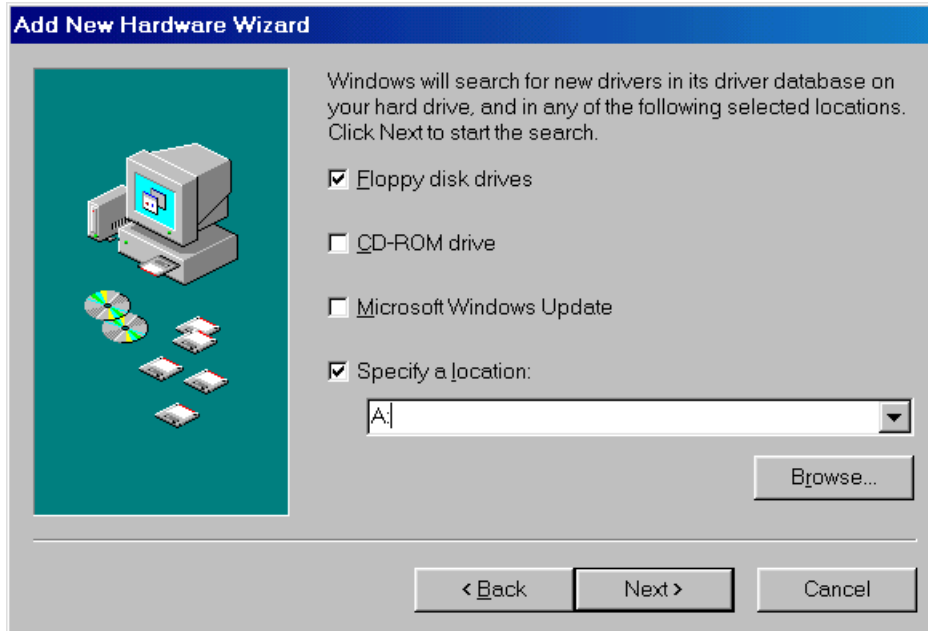 Add New Hardware Wizard
Windows will search for new drivers in its driver database on
your hard drive, and in any of the following selected locations.
Click Next to start the search.
Floppy disk drives
CD-ROM drive
Microsoft Windows Update
Specify a location:
A:
Browse...
< Back
Next >
Cancel